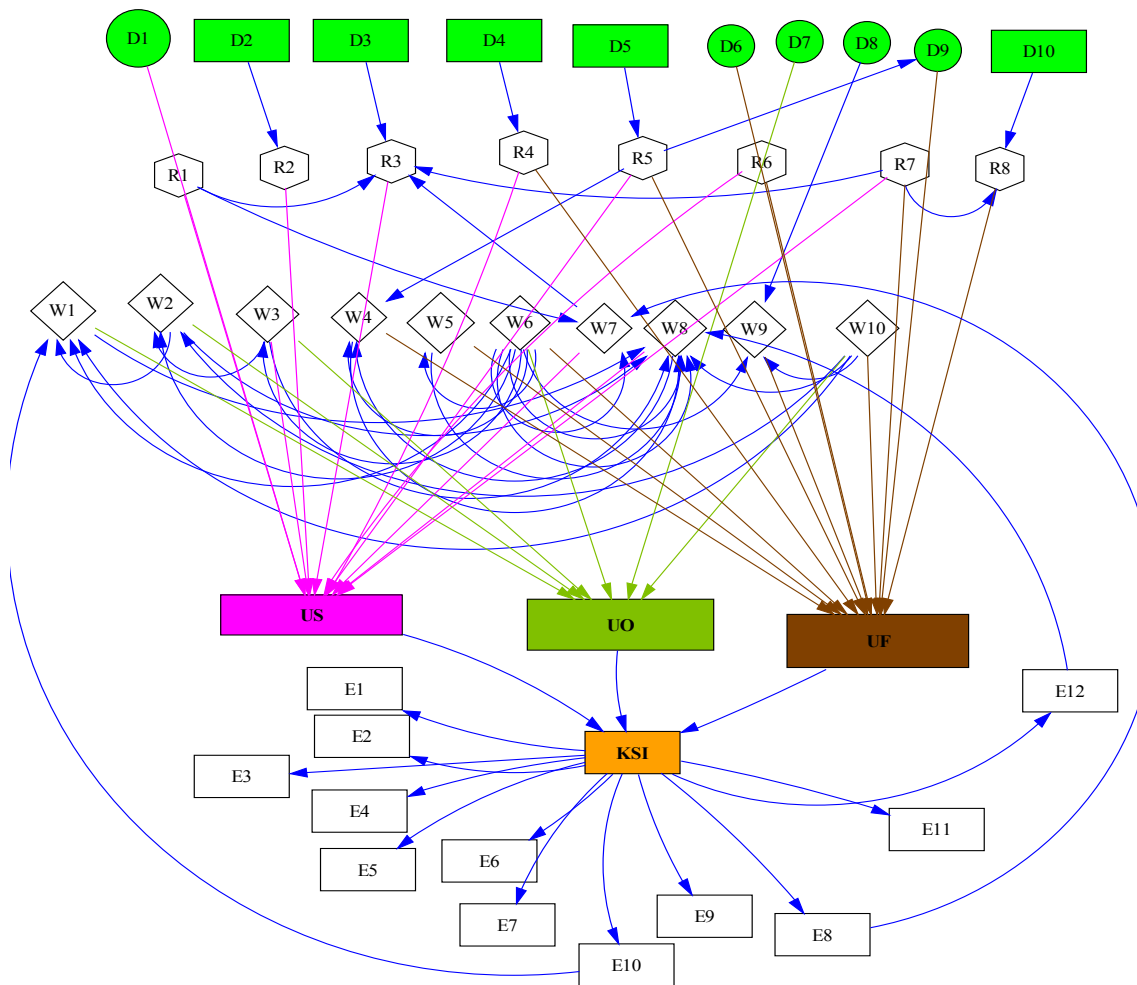 D1 D2 D3 D4 D5 D6 D7 D8 D9 D10
R1 R2 R3 R4 R5 R6 R7 R8
W1 W2 W3 W4 W5 W6 W7 W8 W9 W10
US UO UF
E1 E12
E2 KSI
E3
E4 E11
E5 E6
E7 E9 E8
E10